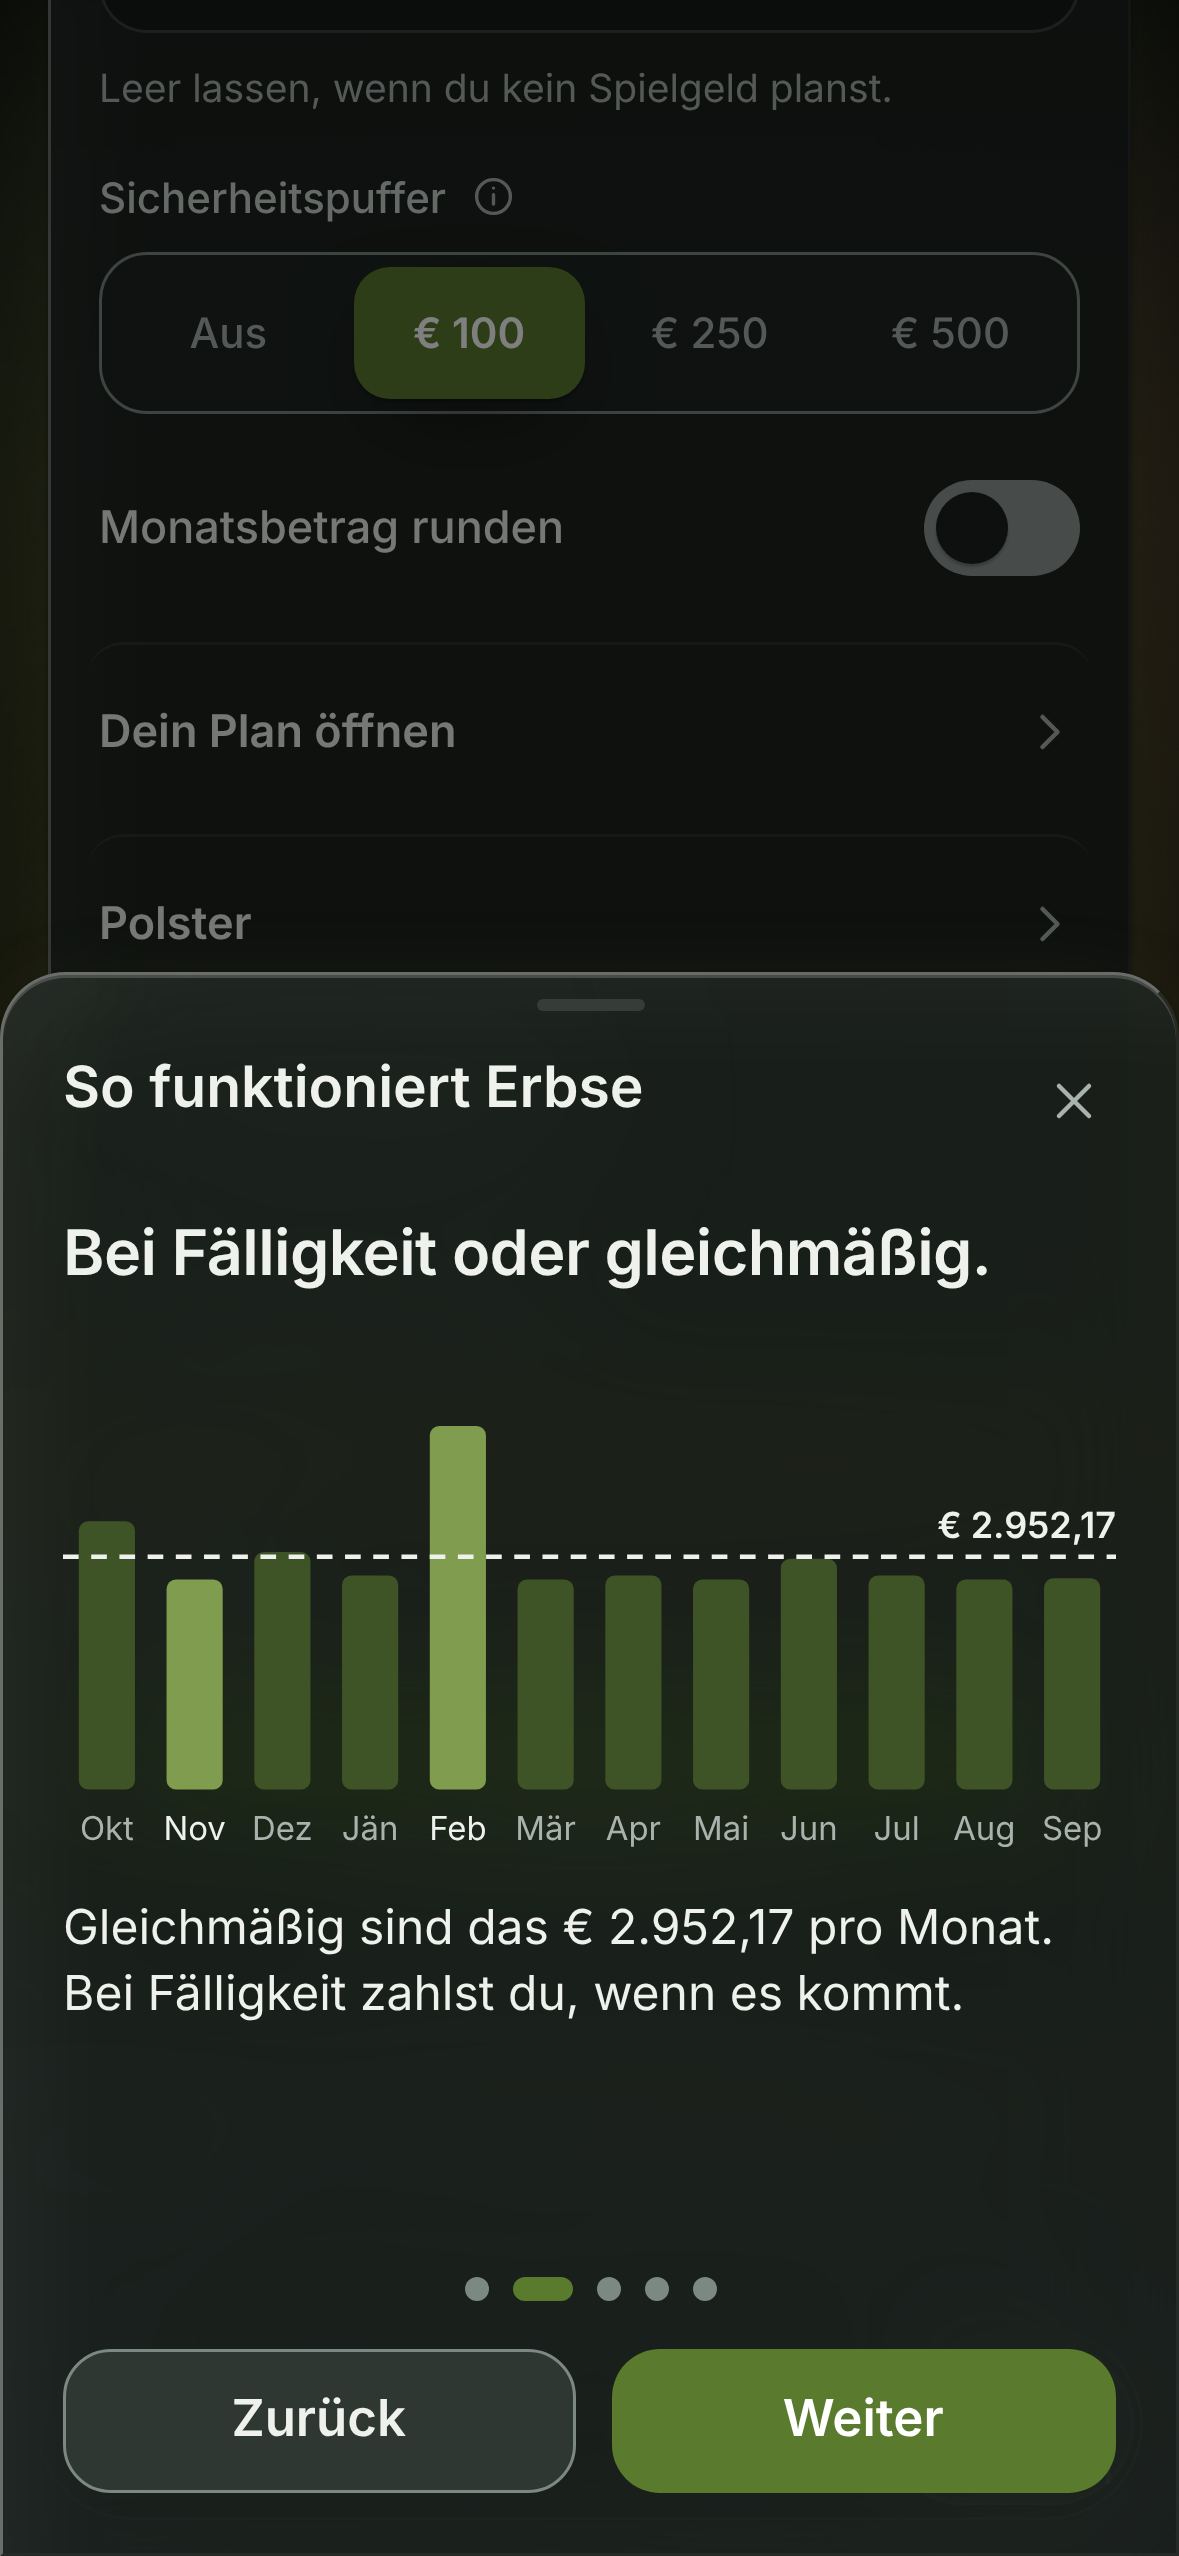 Leer lassen, wenn du kein Spielgeld planst.
Sicherheitspuffer
Aus
€ 100
€ 250
€ 500
Monatsbetrag runden
Dein Plan öffnen
Polster
So funktioniert Erbse
Bei Fälligkeit oder gleichmäßig.
€ 2.952,17
Okt Nov Dez Jän Feb Mär Apr Mai Jun Jul Aug Sep
Gleichmäßig sind das € 2.952,17 pro Monat.
Bei Fälligkeit zahlst du, wenn es kommt.
Zurück
Weiter